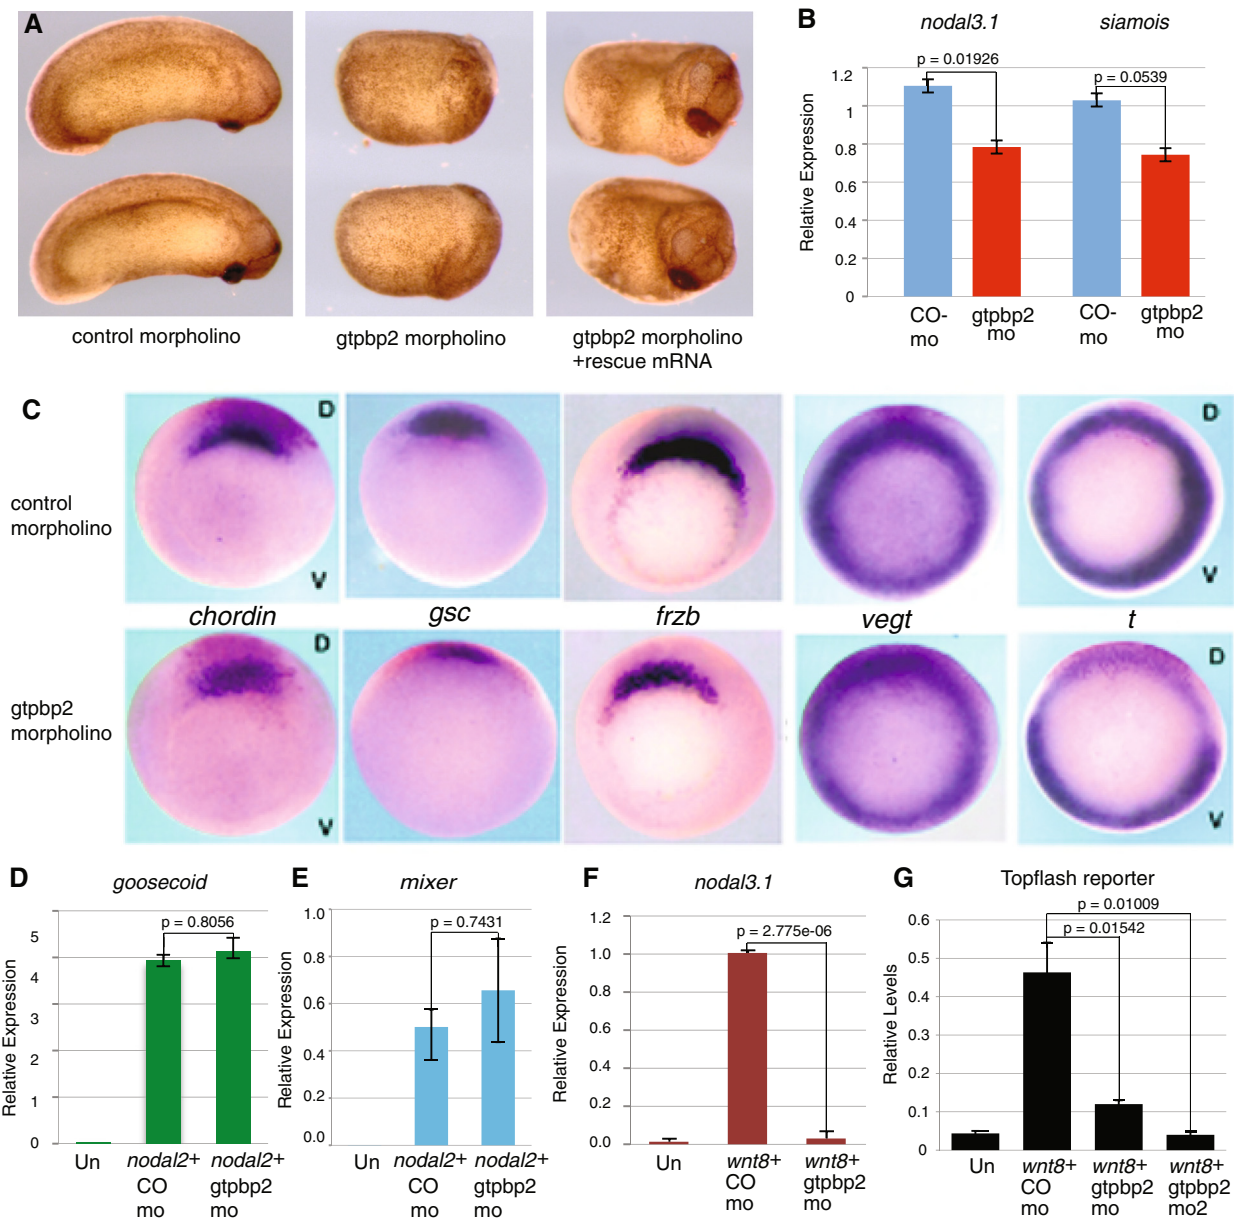 A
control morpholino
gtpbp2 morpholino
gtpbp2 morpholino
+rescue mRNA
B
nodal3.1
siamois
p = 0.01926
p = 0.0539
Relative Expression
1.2
1
0.8
0.6
0.4
0.2
0
CO-
mo
gtpbp2
mo
CO-
mo
gtpbp2
mo
C
control
morpholino
D
V
D
V
chordin
gsc
frzb
vegt
t
gtpbp2
morpholino
D
V
D
V
D
goosecoid
p = 0.8056
Relative Expression
5
4
3
2
1
0
Un
nodal2+
CO
mo
nodal2+
gtpbp2
mo
E
mixer
p = 0.7431
Relative Expression
1.0
0.8
0.6
0.4
0.2
0.0
Un
nodal2+
CO
mo
nodal2+
gtpbp2
mo
F
nodal3.1
p = 2.775e-06
Relative Expression
1.2
1.0
0.8
0.6
0.4
0.2
0.0
Un
wnt8+
CO
mo
wnt8+
gtpbp2
mo
G
Topflash reporter
p = 0.01009
p = 0.01542
Relative Levels
0.6
0.5
0.4
0.3
0.2
0.1
0
Un
wnt8+
CO
mo
wnt8+
gtpbp2
mo
wnt8+
gtpbp2
mo2